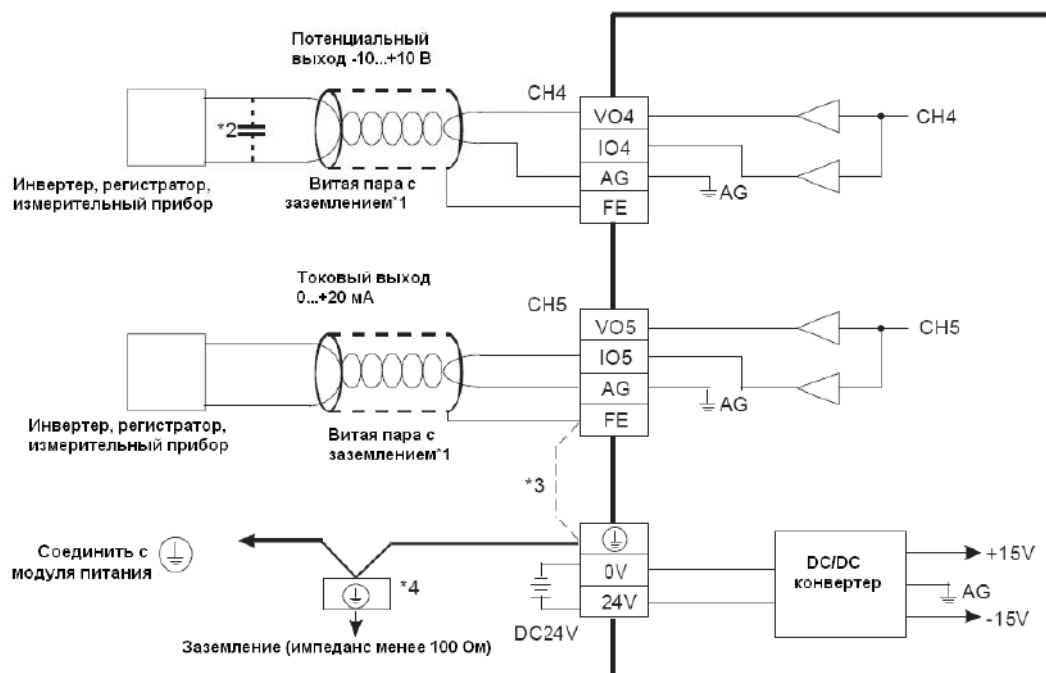 Потенциальный
выход -10...+10 В
CH4
*2
VO4
IO4
AG
FE
AG
CH4
Инвертер, регистратор,
измерительный прибор
Витая пара с
заземлением*1
Токовый выход
0...+20 мА
CH5
VO5
IO5
AG
FE
AG
CH5
Инвертер, регистратор,
измерительный прибор
Витая пара с
заземлением*1
*3
Соединить с
модуля питания
*4
0V
24V
DC24V
DC/DC
конвертер
+15V
AG
-15V
Заземление (импеданс менее 100 Ом)